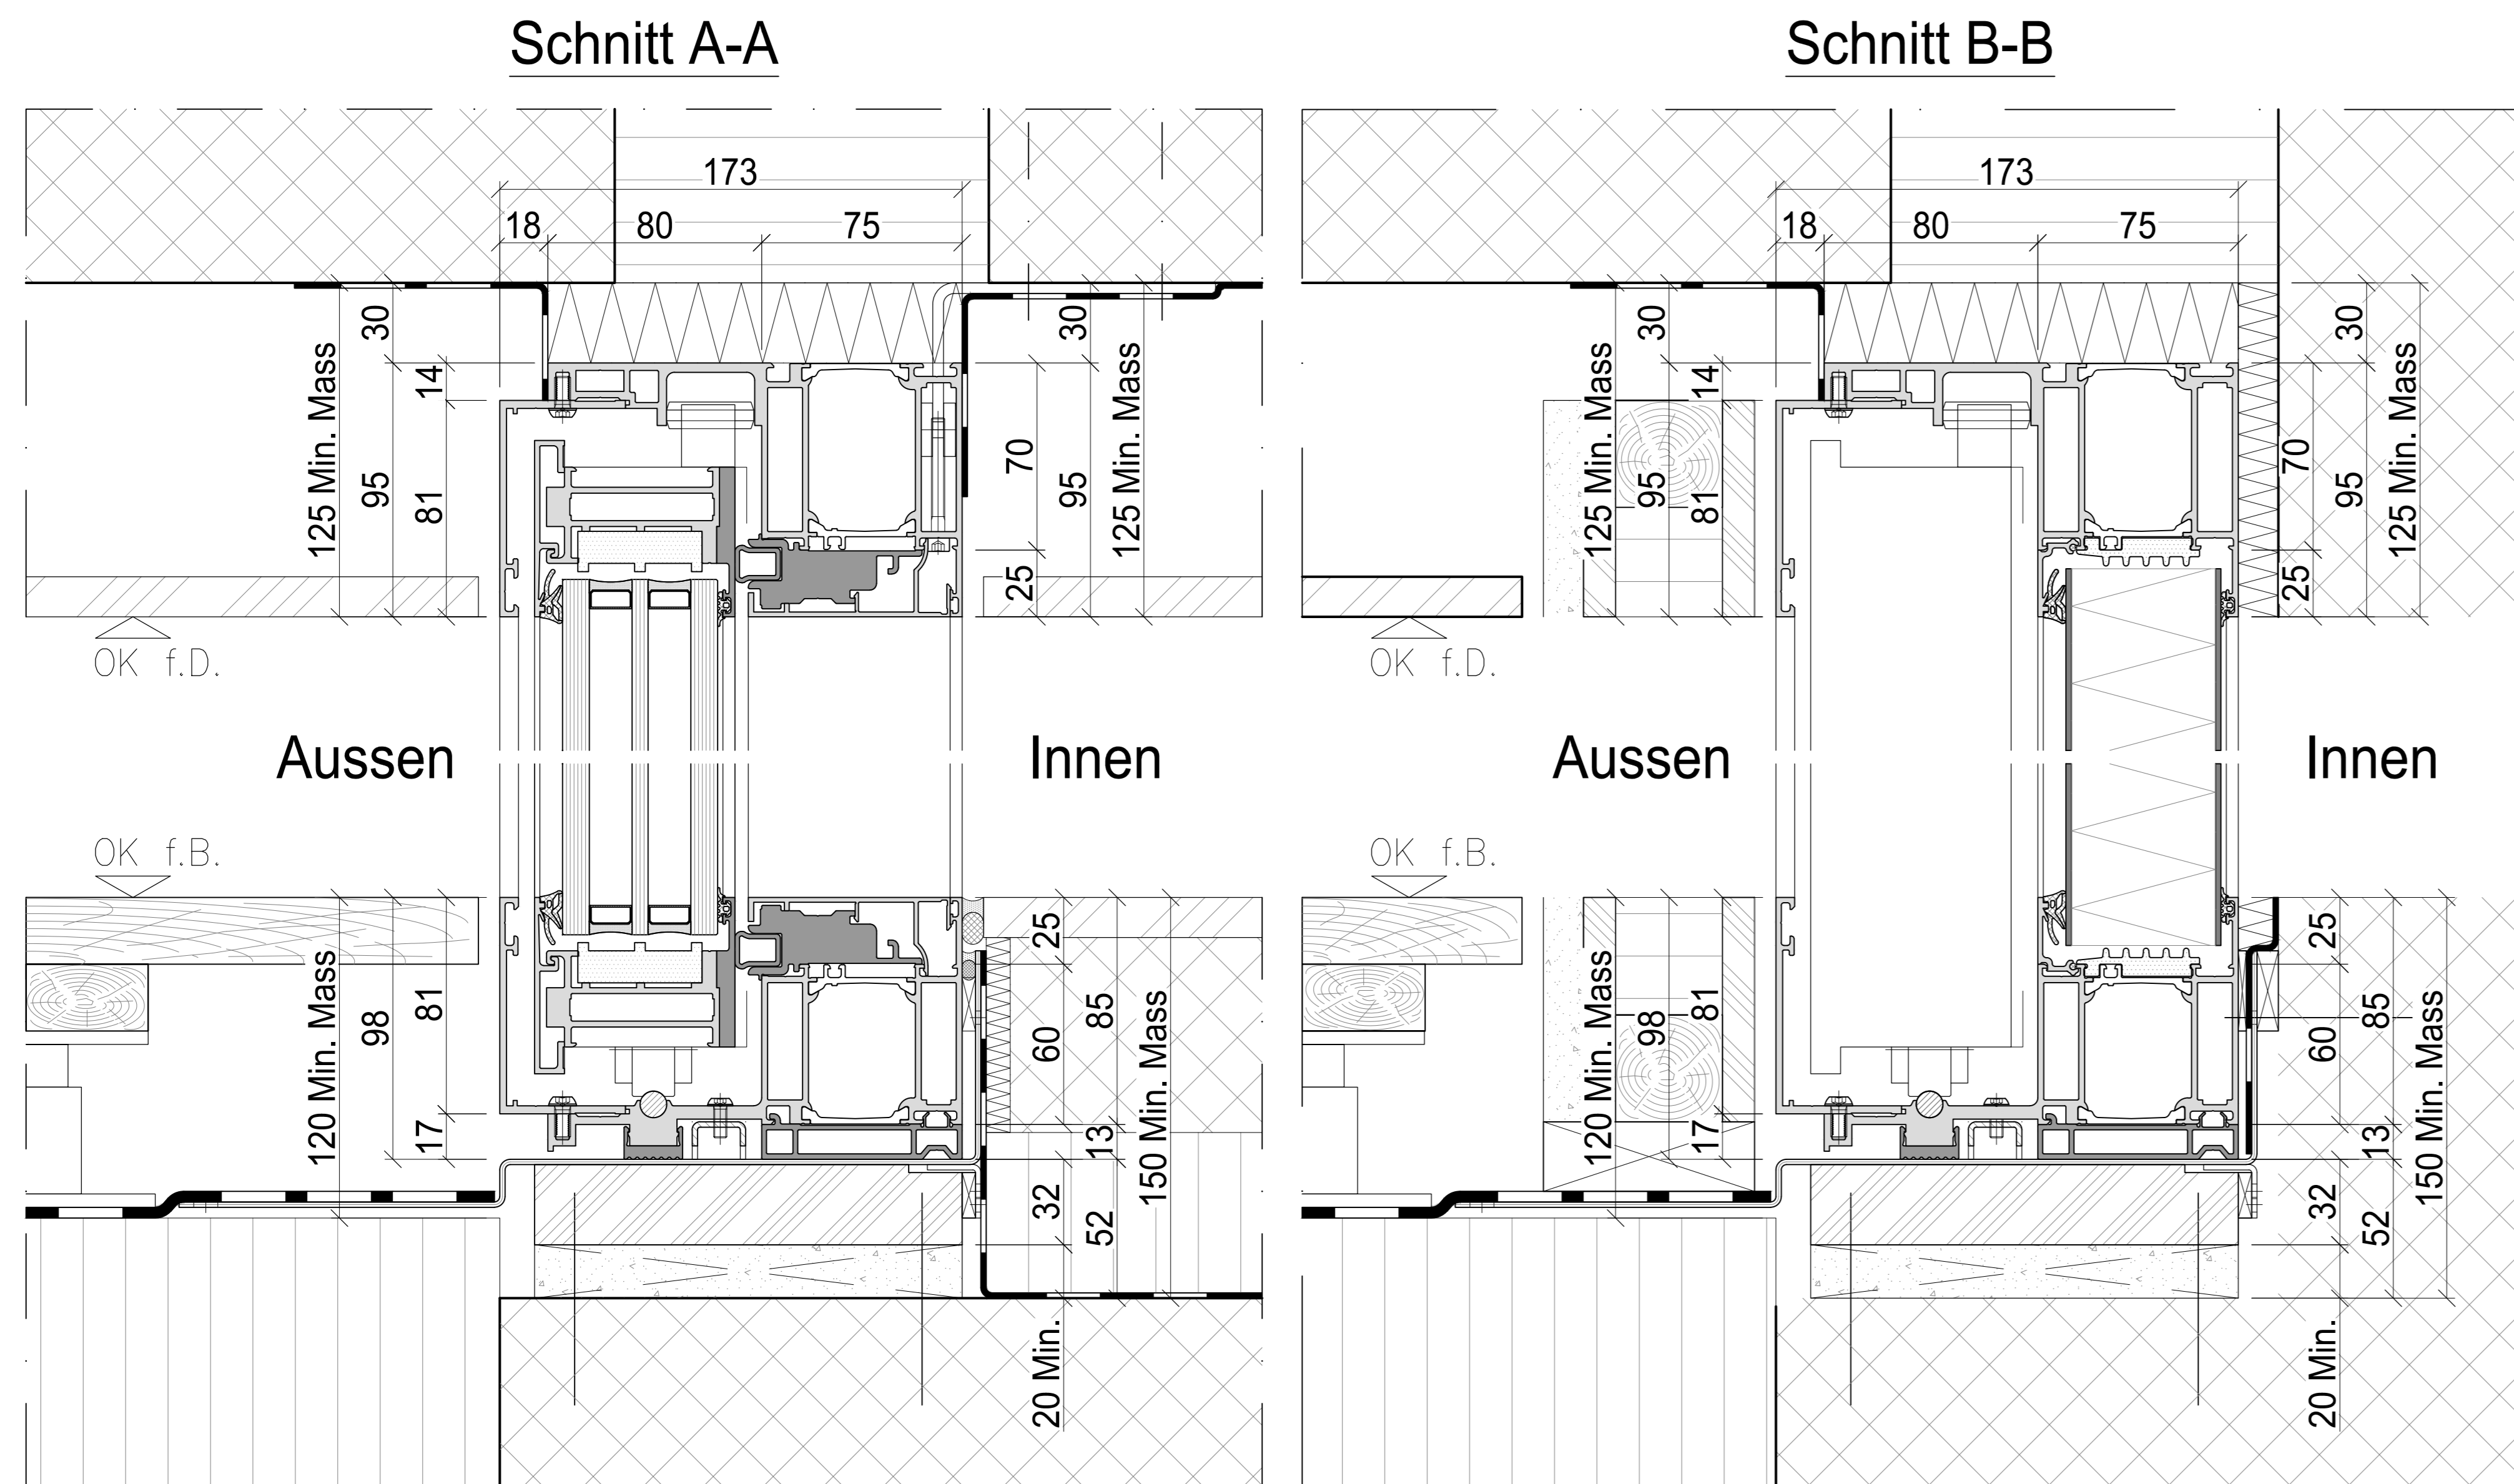 Schnitt A-A
173
18 80 75
30
14
125 Min. Mass
95
81
30
70
95
125 Min. Mass
25
OK f.D.
Aussen
Innen
OK f.B.
120 Min. Mass
98
81
17
25
85
60
150 Min. Mass
13
32
52
20 Min.
Schnitt B-B
173
18 80 75
30
14
125 Min. Mass
95
81
30
70
95
125 Min. Mass
25
OK f.D.
Aussen
Innen
OK f.B.
120 Min. Mass
98
81
17
25
85
60
150 Min. Mass
13
32
52
20 Min.